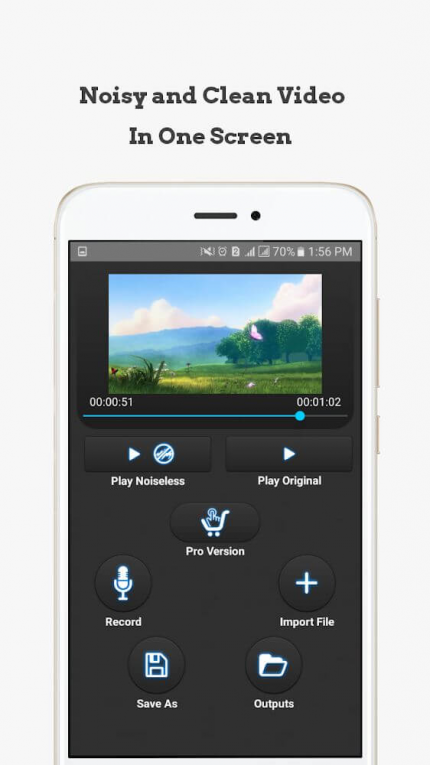 Noisy and Clean Video
In One Screen
70% 1:56 PM
00:00:51 00:01:02
Play Noiseless Play Original
Pro Version
Record Import File
Save As Outputs